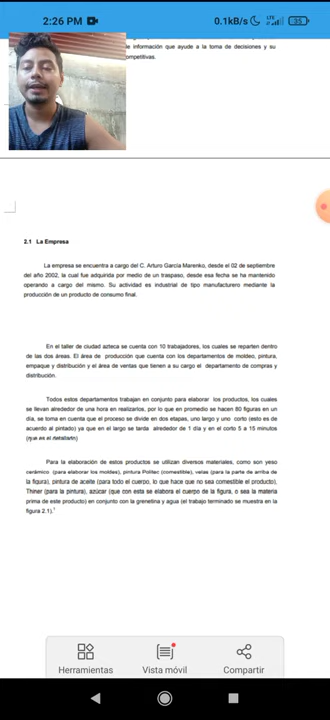 2:26 PM
0.1kB/s
LTE
35
de información que ayude a la toma de decisiones y su
competitivas.
2.1 La Empresa
La empresa se encuentra a cargo del C. Arturo García Marenko, desde el 02 de septiembre
del año 2002, la cual fue adquirida por medio de un traspaso, desde esa fecha se ha mantenido
operando a cargo del mismo. Su actividad es industrial de tipo manufacturero mediante la
producción de un producto de consumo final.
En el taller de ciudad azteca se cuenta con 10 trabajadores, los cuales se reparten dentro
de las dos áreas. El área de producción que cuenta con los departamentos de moldeo, pintura,
empaque y distribución y el área de ventas que tienen a su cargo el departamento de compras y
distribución.
Todos estos departamentos trabajan en conjunto para elaborar los productos, los cuales
se llevan alrededor de una hora en realizarlos, por lo que en promedio se hacen 80 figuras en un
día, se toma en cuenta que el proceso se divide en dos etapas, uno largo y uno corto (esto es de
acuerdo al pintado) ya que en el largo se tarda alrededor de 1 día y en el corto 5 a 15 minutos
(que es el detallarlo)
Para la elaboración de estos productos se utilizan diversos materiales, como son yeso
cerámico (para elaborar los moldes), pintura Politec (comestible), velas (para la parte de arriba de
la figura), pintura de aceite (para todo el cuerpo, lo que hace que no sea comestible el producto),
Thiner (para la pintura), azúcar (que con esta se elabora el cuerpo de la figura, o sea la materia
prima de este producto) en conjunto con la grenetina y agua (el trabajo terminado se muestra en la
figura 2.1).1
Herramientas
Vista móvil
Compartir